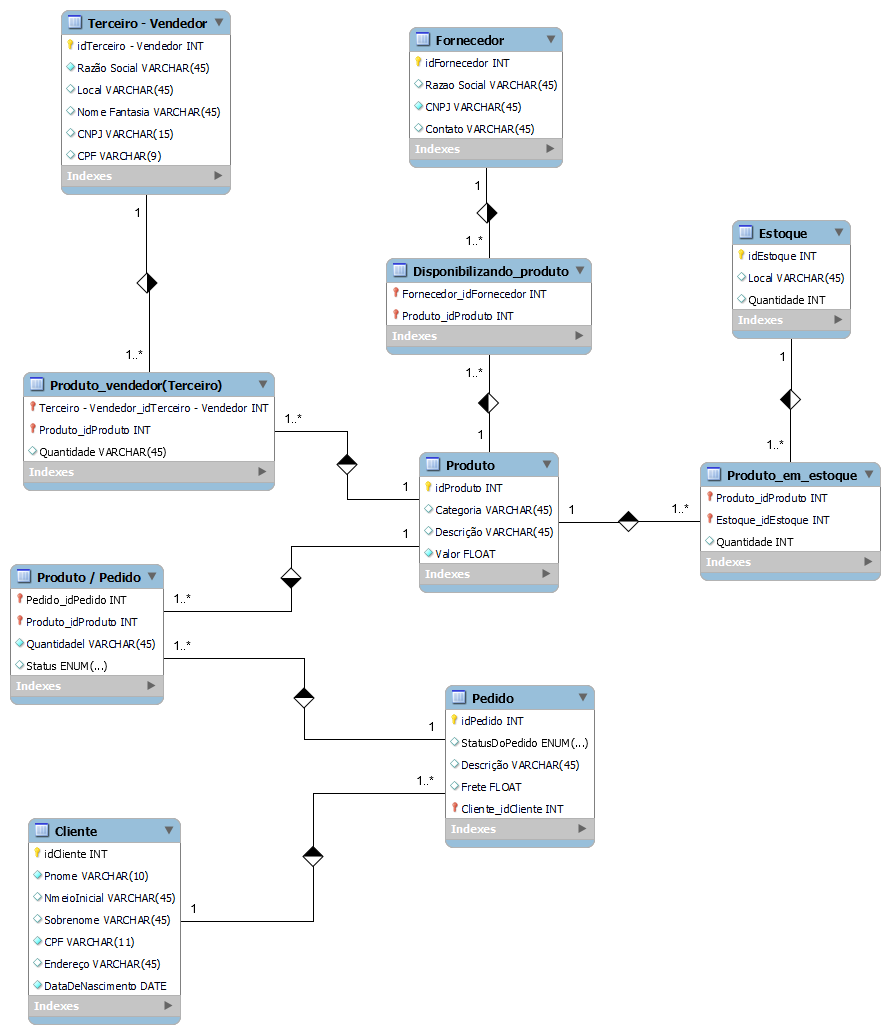 Terceiro - Vendedor
idTerceiro - Vendedor INT
Razão Social VARCHAR(45)
Local VARCHAR(45)
Nome Fantasia VARCHAR(45)
CNPJ VARCHAR(15)
CPF VARCHAR(9)
Indexes
Fornecedor
idFornecedor INT
Razao Social VARCHAR(45)
CNPJ VARCHAR(45)
Contato VARCHAR(45)
Indexes
1
1
1..*
Estoque
idEstoque INT
Local VARCHAR(45)
Quantidade INT
Indexes
Disponibilizando_produto
Fornecedor_idFornecedor INT
Produto_idProduto INT
Indexes
1..*
1
1..*
Produto_vendedor(Terceiro)
Terceiro - Vendedor_idTerceiro - Vendedor INT
Produto_idProduto INT
Quantidade VARCHAR(45)
Indexes
1..*
1
1
1..*
Produto
idProduto INT
Categoria VARCHAR(45)
Descrição VARCHAR(45)
Valor FLOAT
Indexes
1
1..*
Produto_em_estoque
Produto_idProduto INT
Estoque_idEstoque INT
Quantidade INT
Indexes
1
Produto / Pedido
Pedido_idPedido INT
Produto_idProduto INT
Quantidadel VARCHAR(45)
Status ENUM(...)
Indexes
1..*
1..*
1
Pedido
idPedido INT
StatusDoPedido ENUM(...)
Descrição VARCHAR(45)
Frete FLOAT
Cliente_idCliente INT
Indexes
1..*
Cliente
idCliente INT
Pnome VARCHAR(10)
NmeioInicial VARCHAR(45)
Sobrenome VARCHAR(45)
CPF VARCHAR(11)
Endereço VARCHAR(45)
DataDeNascimento DATE
Indexes
1